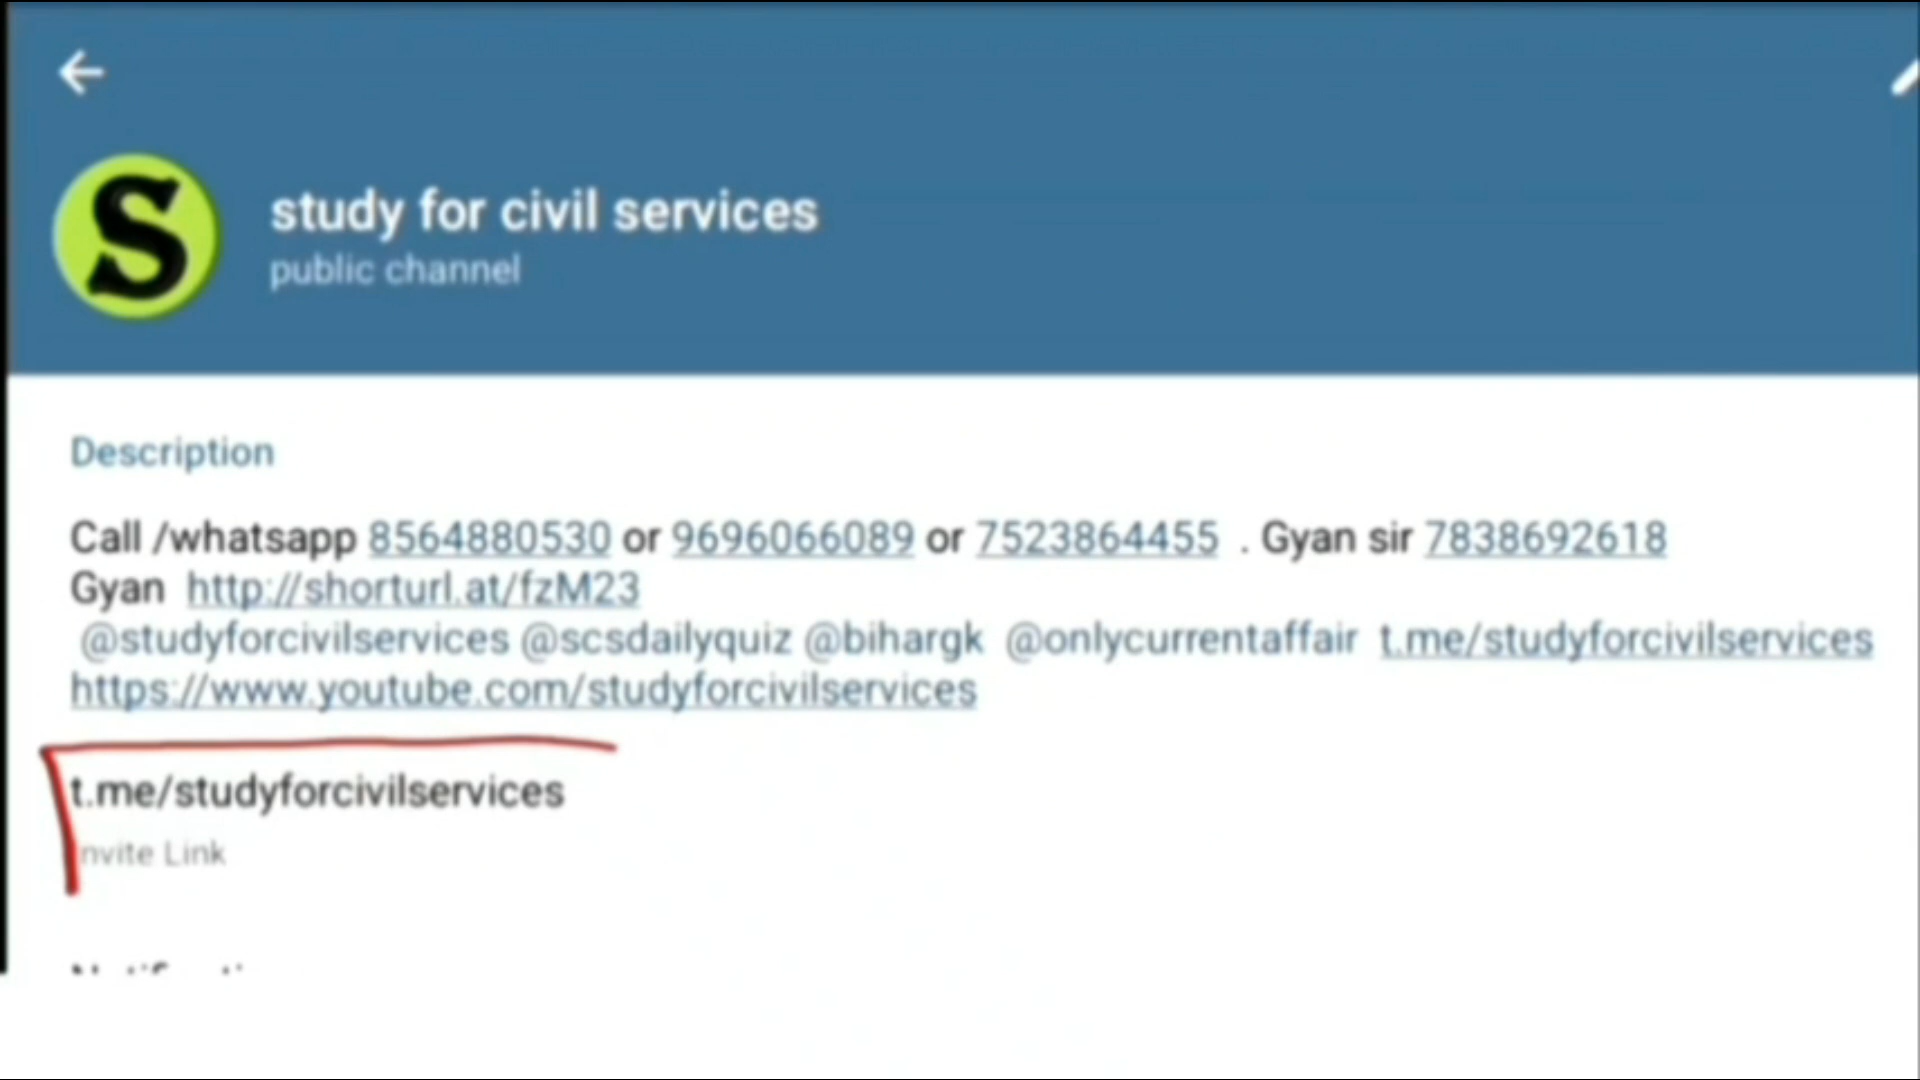 S
study for civil services
public channel
Description
Call /whatsapp 8564880530 or 9696066089 or 7523864455 . Gyan sir 7838692618
Gyan http://shorturl.at/fzM23
@studyforcivilservices @scsdailyquiz @bihargk @onlycurrentaffair t.me/studyforcivilservices
https://www.youtube.com/studyforcivilservices
t.me/studyforcivilservices
nvite Link